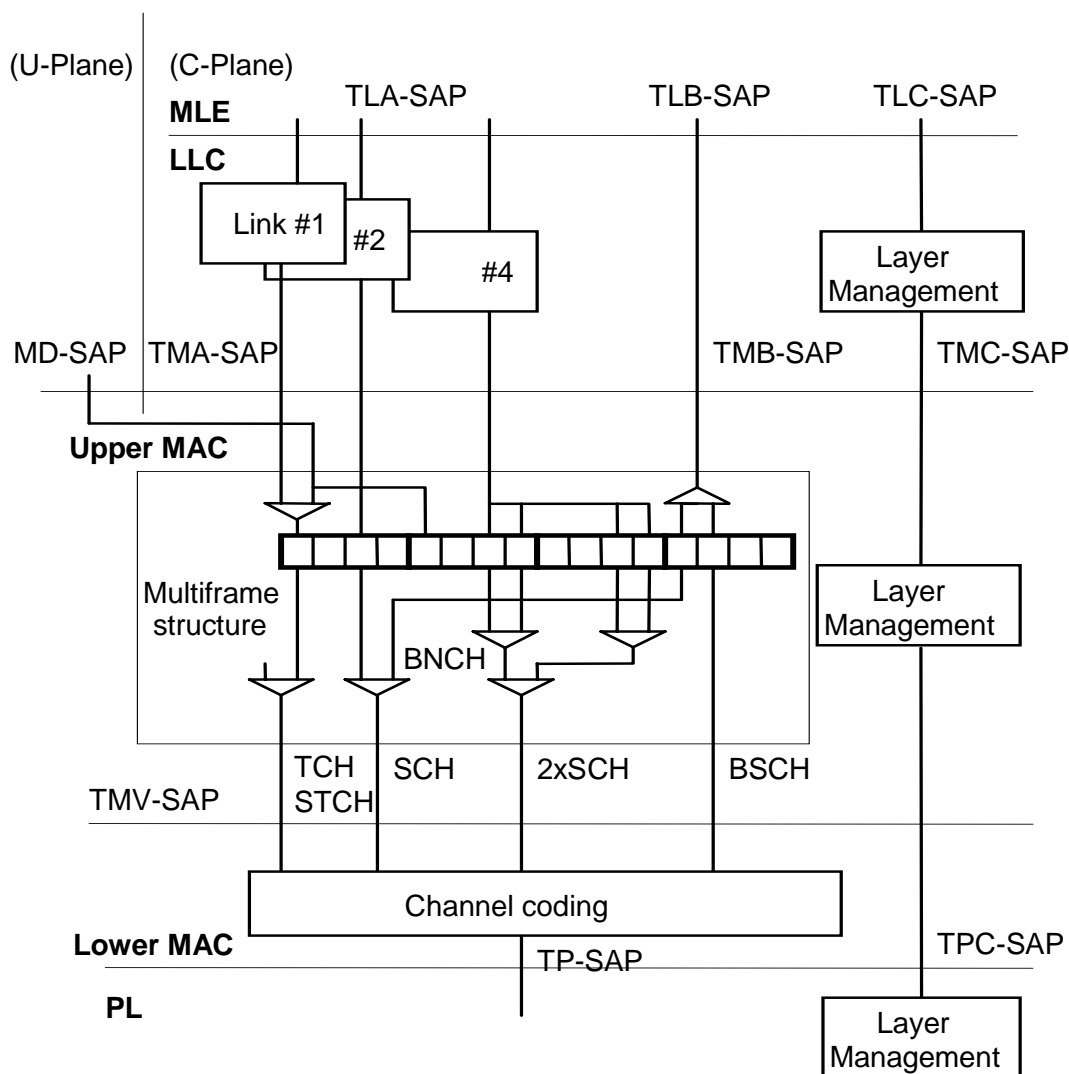 (U-Plane)
(C-Plane)
TLA-SAP
TLB-SAP
TLC-SAP
MLE
LLC
Link #1
#2
#4
Layer
Management
MD-SAP
TMA-SAP
TMB-SAP
TMC-SAP
Upper MAC
Multiframe
structure
Layer
Management
BNCH
TCH
STCH
SCH
2xSCH
BSCH
TMV-SAP
Channel coding
Lower MAC
TP-SAP
TPC-SAP
PL
Layer
Management